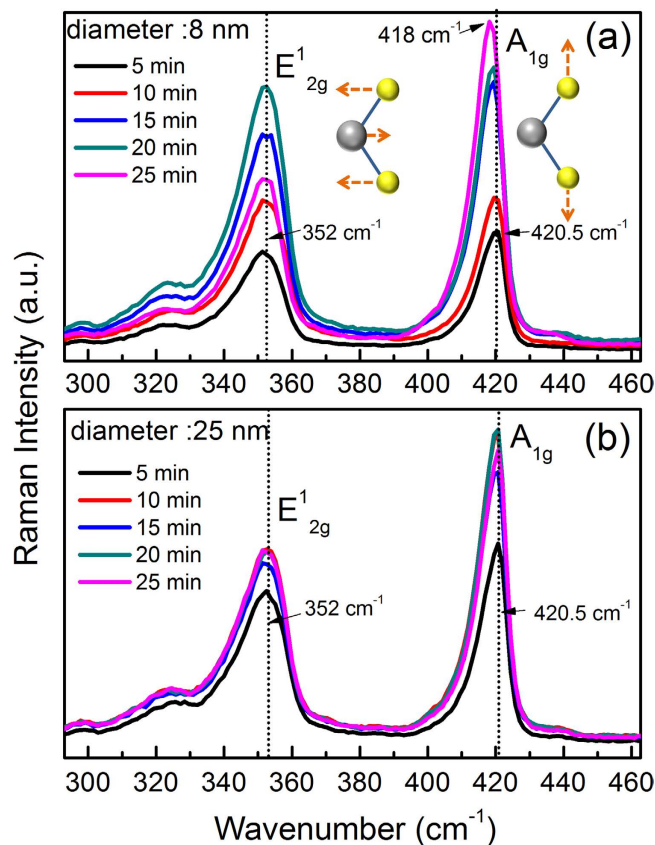 diameter :8 nm
5 min
10 min
15 min
20 min
25 min
E¹
2g
418 cm⁻¹
A₁g
(a)
352 cm⁻¹
420.5 cm⁻¹
300 320 340 360 380 400 420 440 460
diameter :25 nm
5 min
10 min
15 min
20 min
25 min
E¹
2g
A₁g
(b)
352 cm⁻¹
420.5 cm⁻¹
300 320 340 360 380 400 420 440 460
Raman Intensity (a.u.)
Wavenumber (cm⁻¹)